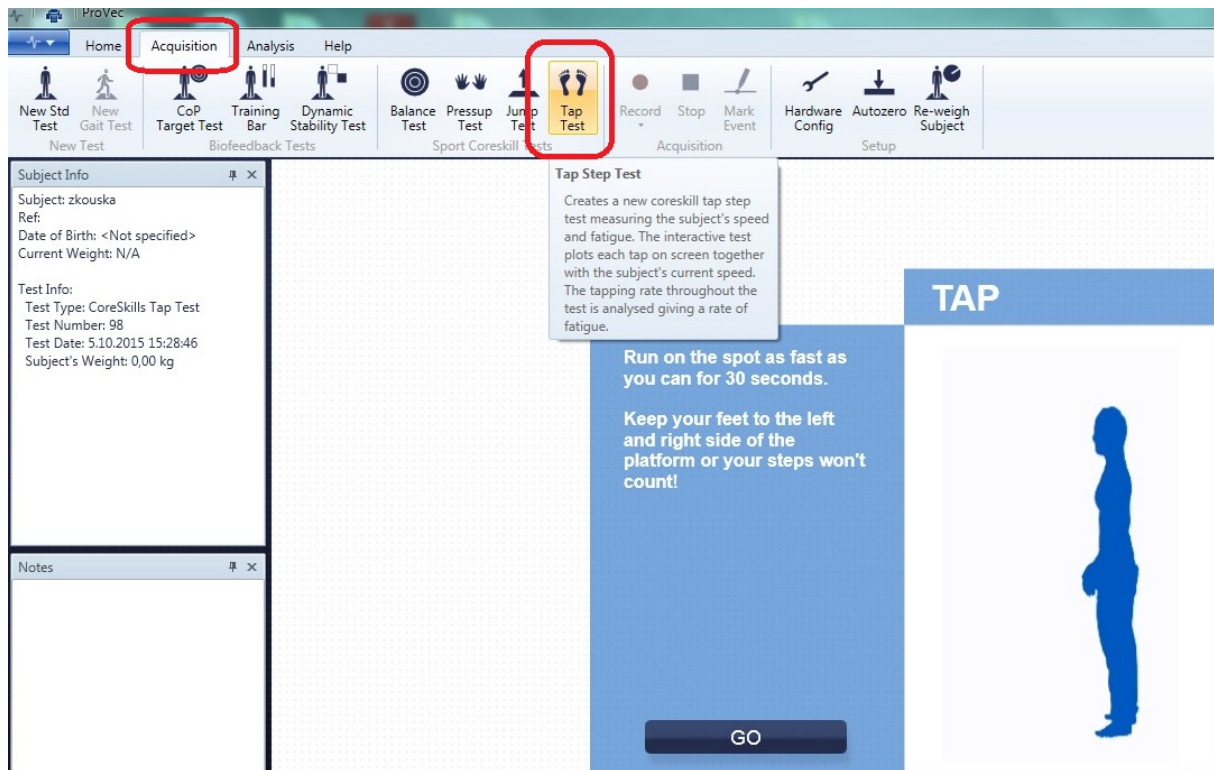 ProVec
Home Acquisition Analysis Help
New Std Test
New Gait Test
CoP Target Test
Training Bar
Dynamic Stability Test
Balance Test
Pressup Test
Jump Test
Tap Test
Record
Stop
Mark Event
Hardware Config
Autozero
Re-weigh Subject
New Test
Biofeedback Tests
Sport Coreskill Tests
Acquisition
Setup
Subject Info
Subject: zkouska
Ref:
Date of Birth: <Not specified>
Current Weight: N/A
Test Info:
Test Type: CoreSkills Tap Test
Test Number: 98
Test Date: 5.10.2015 15:28:46
Subject's Weight: 0,00 kg
Notes
Tap Step Test
Creates a new coreskill tap step
test measuring the subject's speed
and fatigue. The interactive test
plots each tap on screen together
with the subject's current speed.
The tapping rate throughout the
test is analysed giving a rate of
fatigue.
TAP
Run on the spot as fast as
you can for 30 seconds.
Keep your feet to the left
and right side of the
platform or your steps won't
count!
GO